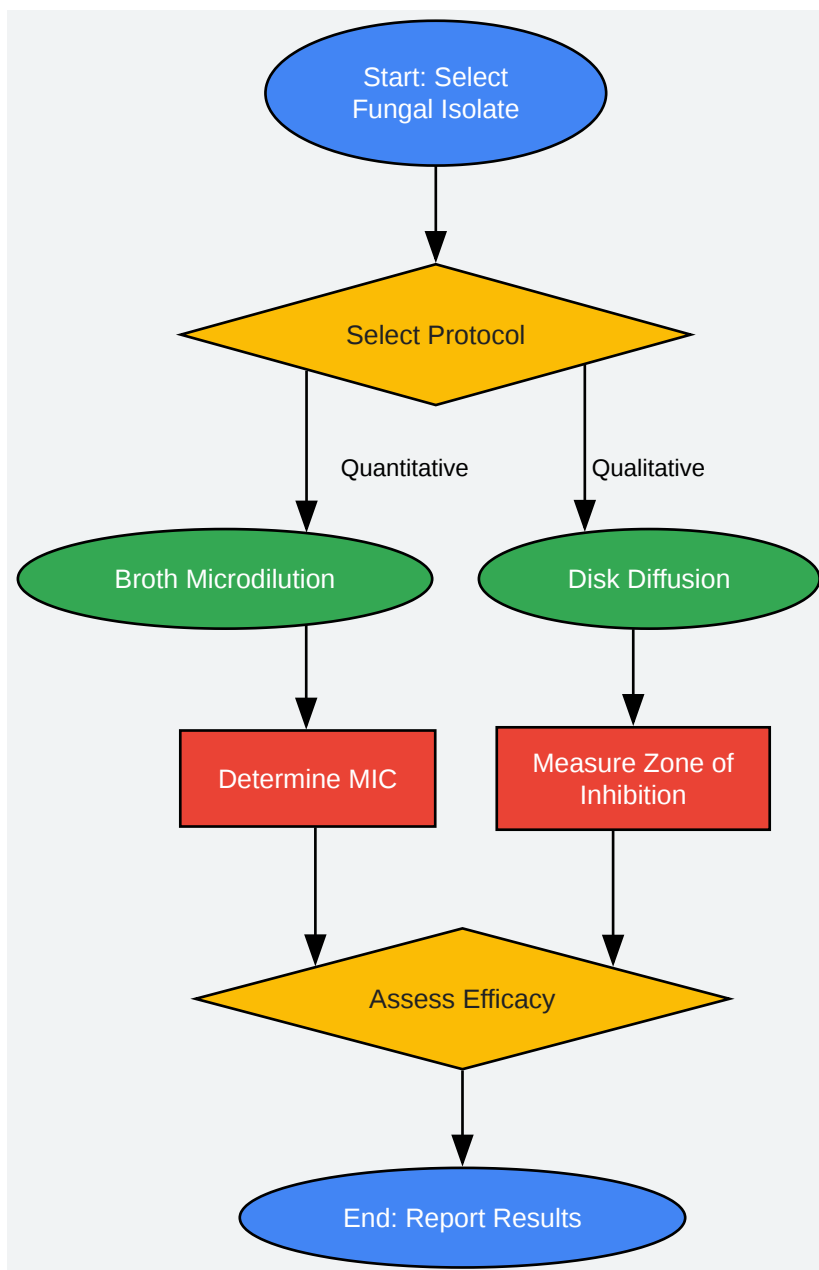 Start: Select
Fungal Isolate
Select Protocol
Quantitative
Qualitative
Broth Microdilution
Disk Diffusion
Determine MIC
Measure Zone of
Inhibition
Assess Efficacy
End: Report Results